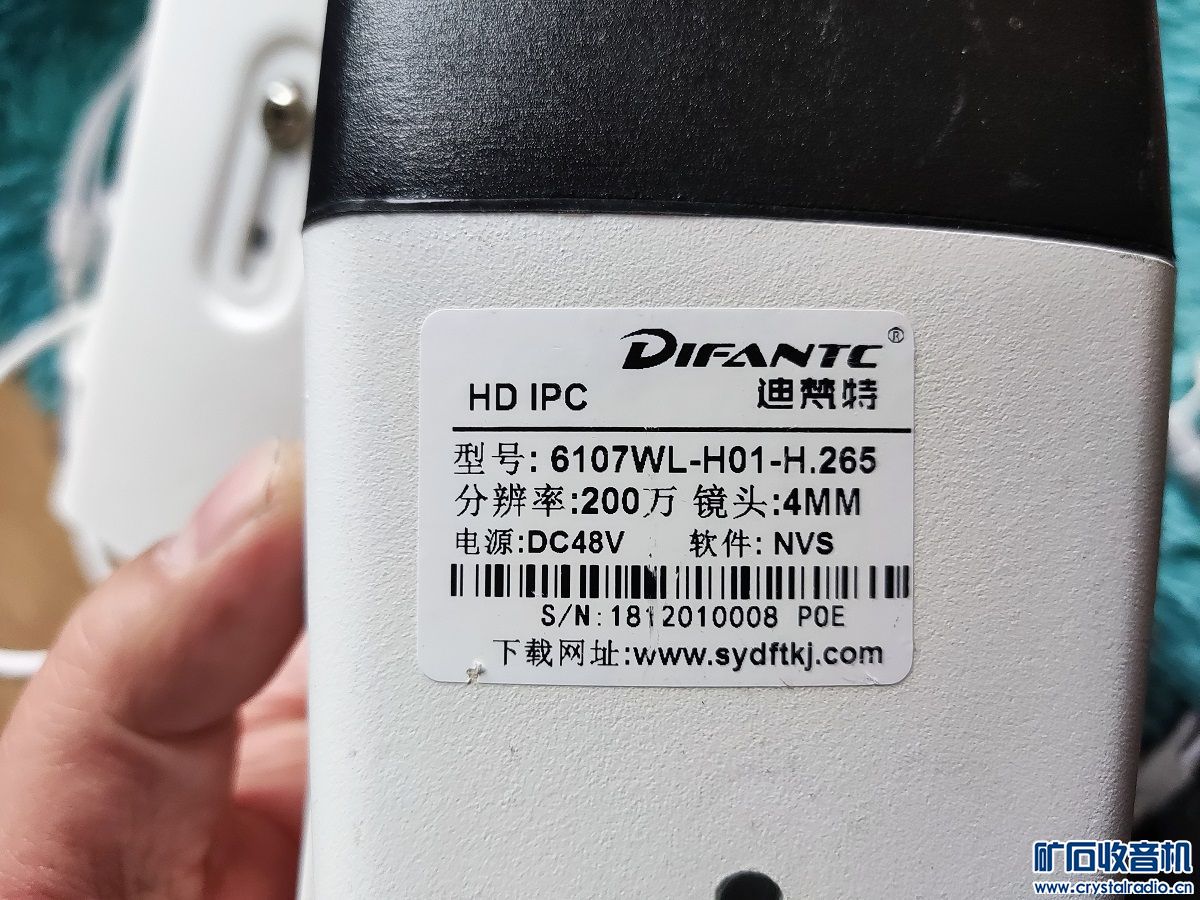 DIFANTC®
HD IPC 迪梵特
型号: 6107WL-H01-H.265
分辨率:200万 镜头:4MM
电源:DC48V 软件: NVS
S/N:1812010008 POE
下载网址:www.sydftkj.com
矿石收音机
www.crystalradio.cn